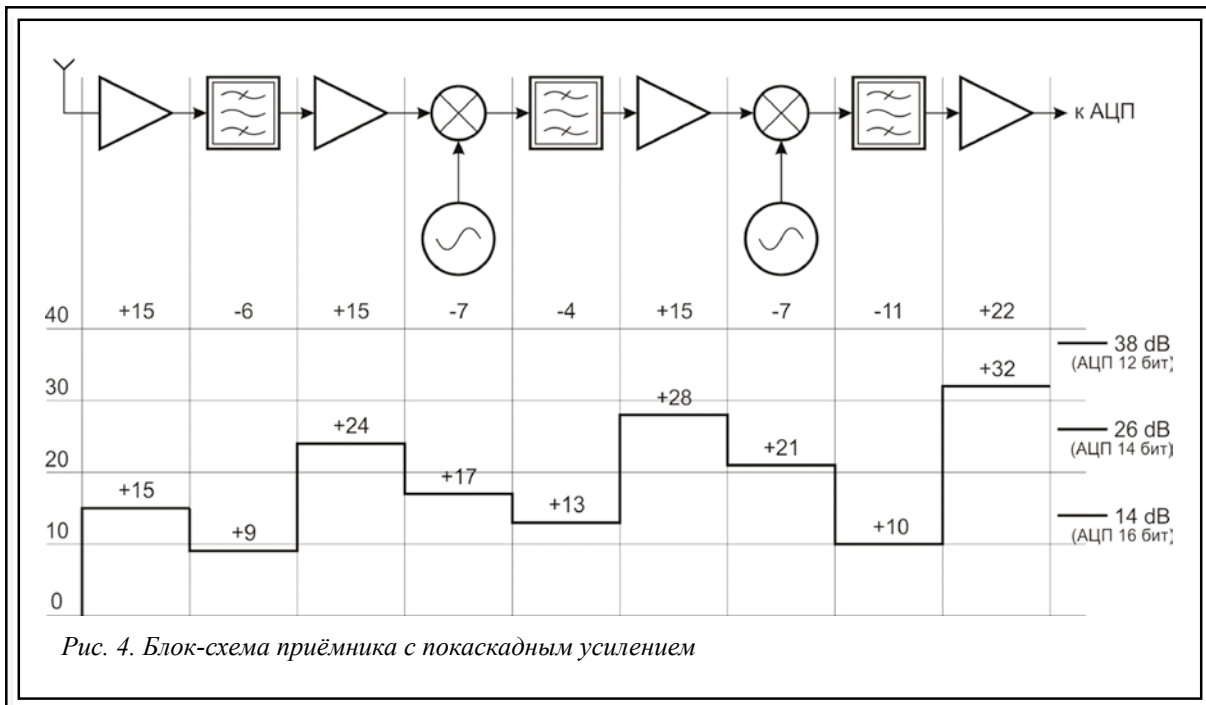 к АЦП
40 +15 -6 +15 -7 -4 +15 -7 -11 +22
38 dB
(АЦП 12 бит)
+32
30
+28
26 dB
(АЦП 14 бит)
+24
+21
20
+17
+15
+13
14 dB
(АЦП 16 бит)
+9
+10
10
0
Рис. 4. Блок-схема приёмника с покаскадным усилением